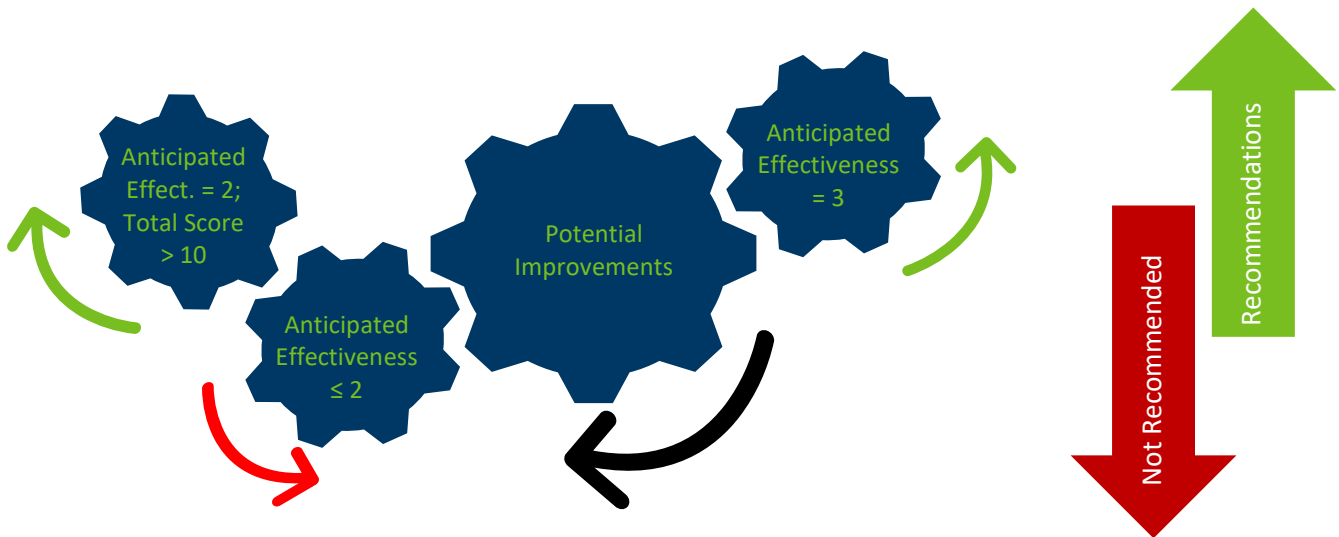 Anticipated
Effect. = 2;
Total Score
> 10
Anticipated
Effectiveness
≤ 2
Potential
Improvements
Anticipated
Effectiveness
= 3
Not Recommended
Recommendations